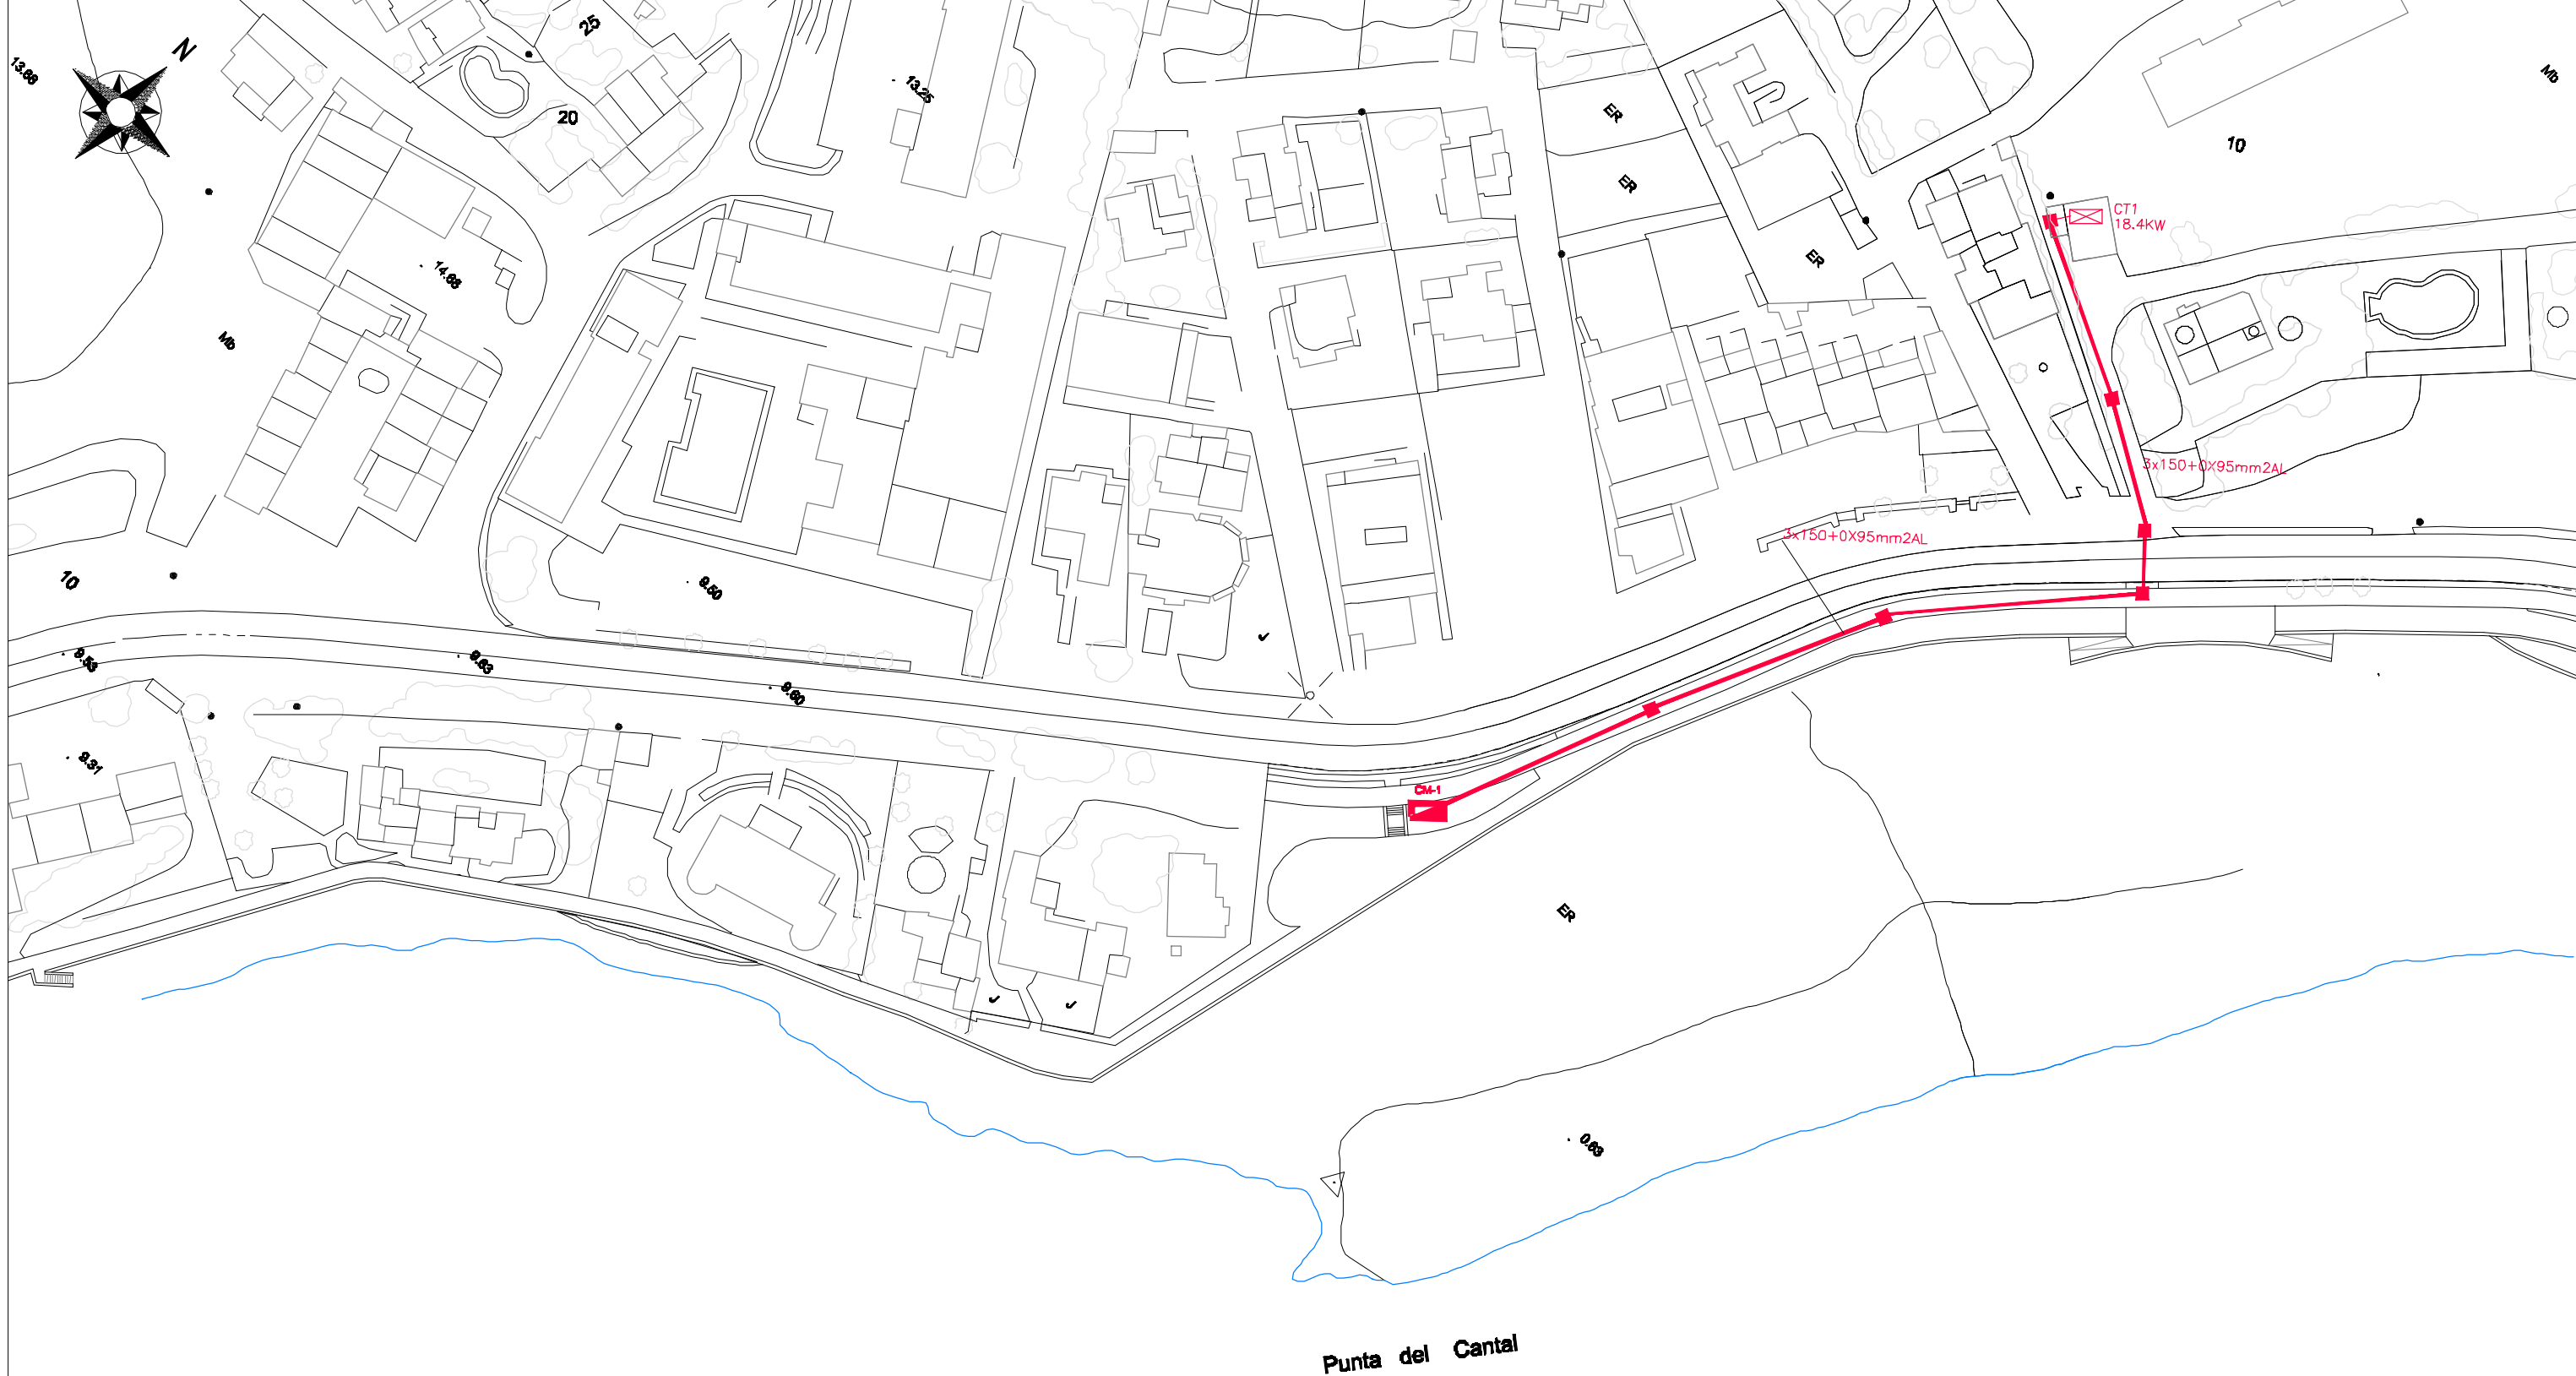 N
25
13.68
13.25
Mb
20
ER
10
ER
CT1
18.4KW
ER
14.68
Mb
3x150+0X95mm2AL
3x150+0X95mm2AL
10
9.50
9.53
9.63
9.60
9.31
CM-1
ER
0.63
Punta del Cantal